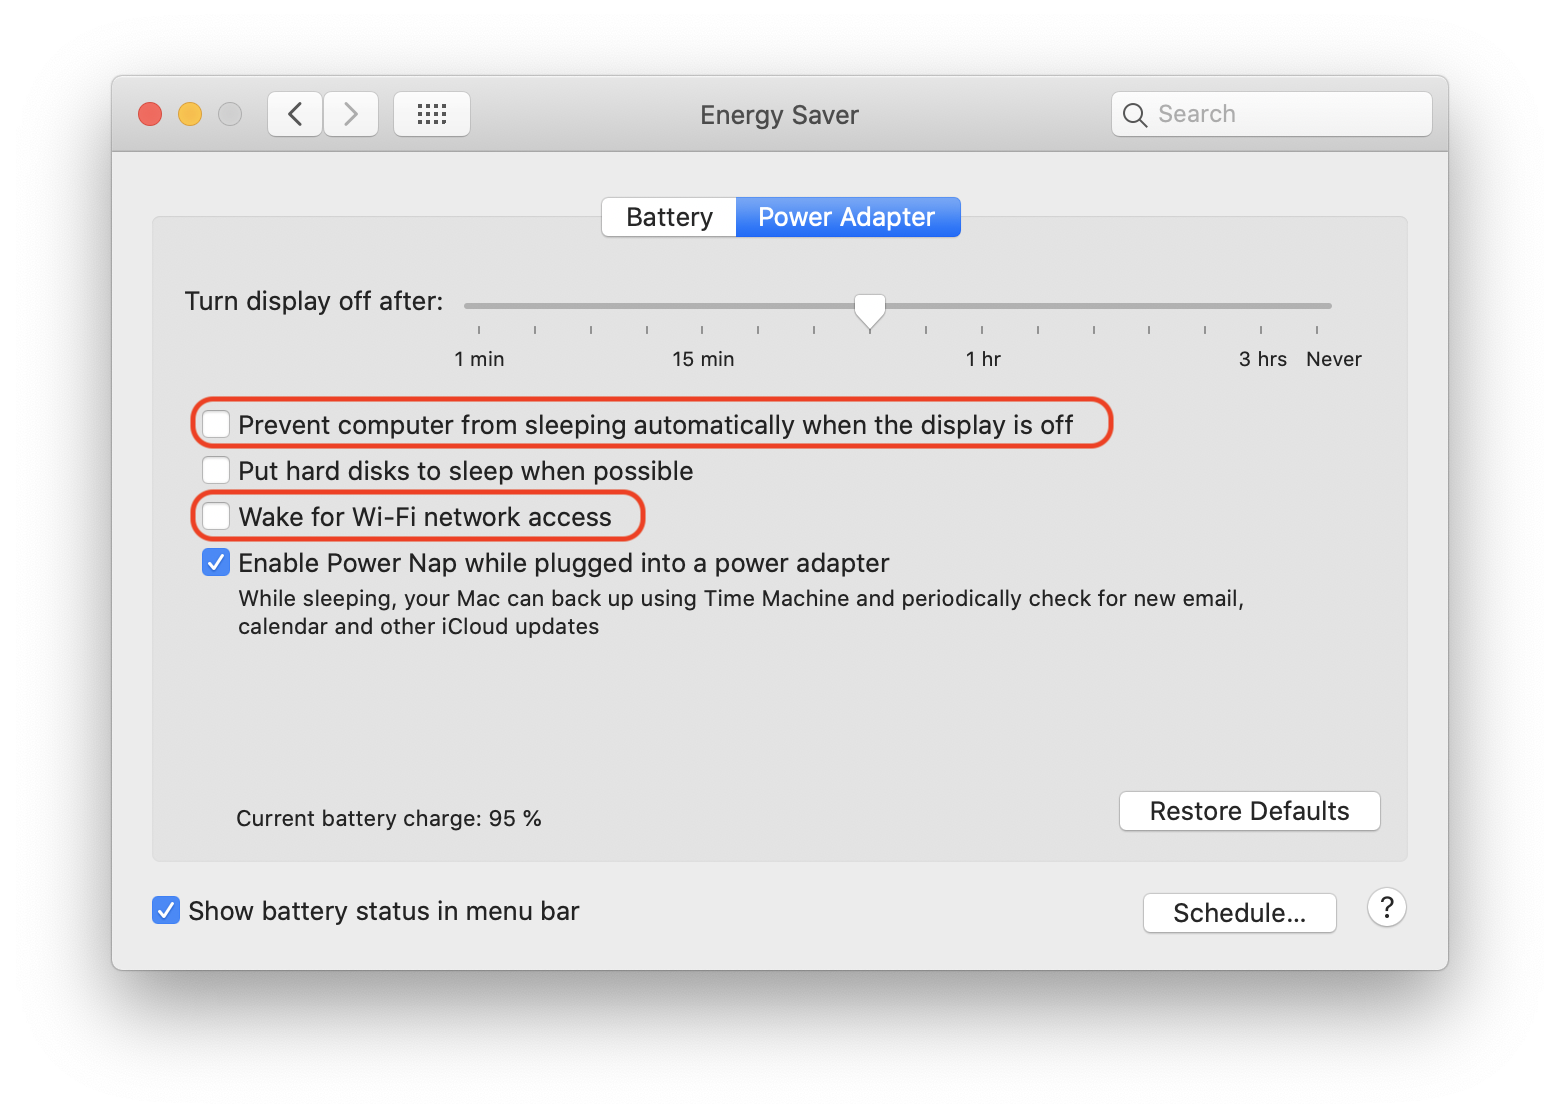 Energy Saver
Search
Battery
Power Adapter
Turn display off after:
1 min
15 min
1 hr
3 hrs
Never
Prevent computer from sleeping automatically when the display is off
Put hard disks to sleep when possible
Wake for Wi-Fi network access
Enable Power Nap while plugged into a power adapter
While sleeping, your Mac can back up using Time Machine and periodically check for new email,
calendar and other iCloud updates
Current battery charge: 95 %
Restore Defaults
Show battery status in menu bar
Schedule...
?